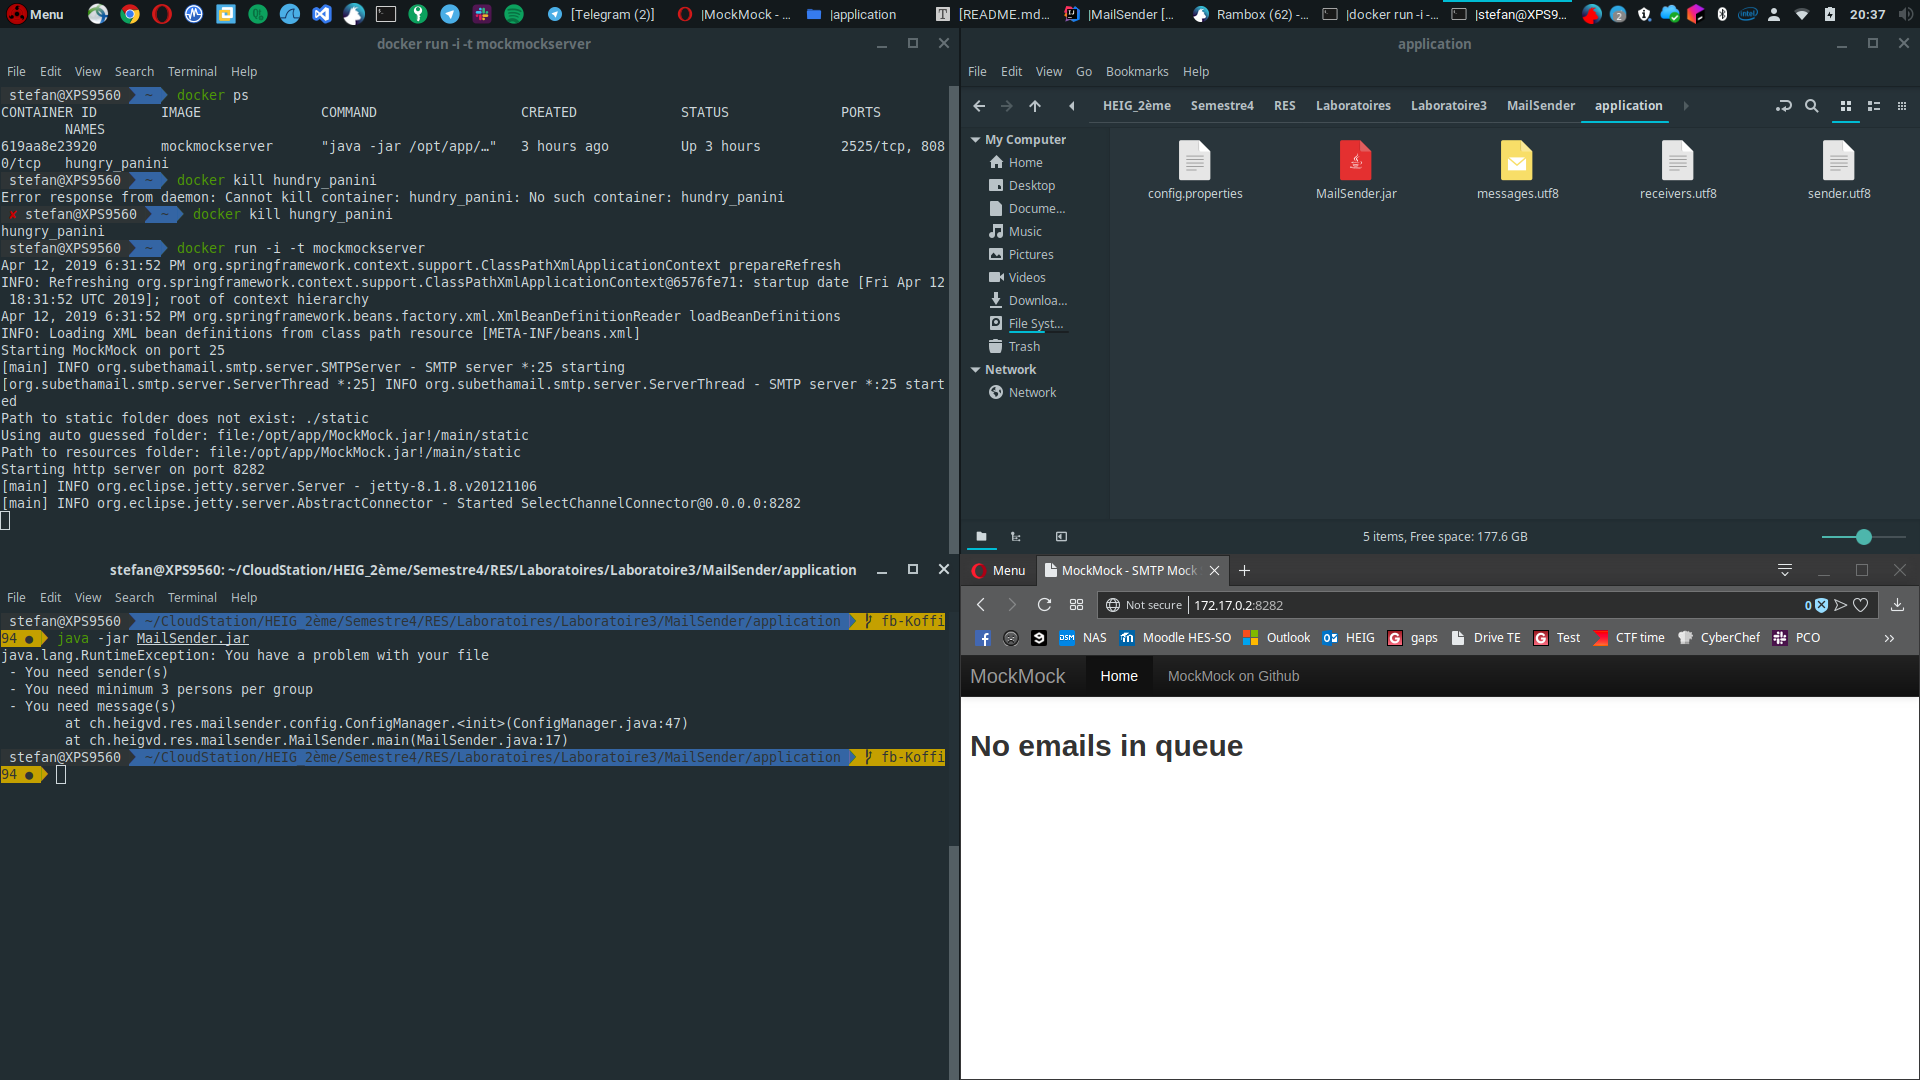 Menu
[Telegram (2)]
|MockMock - ...
|application
[README.md...
|MailSender [...
Rambox (62) -...
|docker run -i -...
|stefan@XPS9...
20:37
docker run -i -t mockmockserver
File Edit View Search Terminal Help
stefan@XPS9560 ~ docker ps
CONTAINER ID IMAGE COMMAND CREATED STATUS PORTS
NAMES
619aa8e23920 mockmockserver "java -jar /opt/app/…" 3 hours ago Up 3 hours 2525/tcp, 808
0/tcp hungry_panini
stefan@XPS9560 ~ docker kill hundry_panini
Error response from daemon: Cannot kill container: hundry_panini: No such container: hundry_panini
✘ stefan@XPS9560 ~ docker kill hungry_panini
hungry_panini
stefan@XPS9560 ~ docker run -i -t mockmockserver
Apr 12, 2019 6:31:52 PM org.springframework.context.support.ClassPathXmlApplicationContext prepareRefresh
INFO: Refreshing org.springframework.context.support.ClassPathXmlApplicationContext@6576fe71: startup date [Fri Apr 12
18:31:52 UTC 2019]; root of context hierarchy
Apr 12, 2019 6:31:52 PM org.springframework.beans.factory.xml.XmlBeanDefinitionReader loadBeanDefinitions
INFO: Loading XML bean definitions from class path resource [META-INF/beans.xml]
Starting MockMock on port 25
[main] INFO org.subethamail.smtp.server.SMTPServer - SMTP server *:25 starting
[org.subethamail.smtp.server.ServerThread *:25] INFO org.subethamail.smtp.server.ServerThread - SMTP server *:25 start
ed
Path to static folder does not exist: ./static
Using auto guessed folder: file:/opt/app/MockMock.jar!/main/static
Path to resources folder: file:/opt/app/MockMock.jar!/main/static
Starting http server on port 8282
[main] INFO org.eclipse.jetty.server.Server - jetty-8.1.8.v20121106
[main] INFO org.eclipse.jetty.server.AbstractConnector - Started SelectChannelConnector@0.0.0.0:8282
stefan@XPS9560: ~/CloudStation/HEIG_2ème/Semestre4/RES/Laboratoires/Laboratoire3/MailSender/application
File Edit View Search Terminal Help
stefan@XPS9560 ~/CloudStation/HEIG_2ème/Semestre4/RES/Laboratoires/Laboratoire3/MailSender/application fb-Koffi
94 ● java -jar MailSender.jar
java.lang.RuntimeException: You have a problem with your file
- You need sender(s)
- You need minimum 3 persons per group
- You need message(s)
at ch.heigvd.res.mailsender.config.ConfigManager.<init>(ConfigManager.java:47)
at ch.heigvd.res.mailsender.MailSender.main(MailSender.java:17)
stefan@XPS9560 ~/CloudStation/HEIG_2ème/Semestre4/RES/Laboratoires/Laboratoire3/MailSender/application fb-Koffi
94 ●
application
File Edit View Go Bookmarks Help
HEIG_2ème Semestre4 RES Laboratoires Laboratoire3 MailSender application
My Computer
Home
Desktop
Docume...
Music
Pictures
Videos
Downloa...
File Syst...
Trash
Network
Network
config.properties
MailSender.jar
messages.utf8
receivers.utf8
sender.utf8
5 items, Free space: 177.6 GB
Menu
MockMock - SMTP Mock
Not secure
172.17.0.2:8282
0
NAS
Moodle HES-SO
Outlook
HEIG
gaps
Drive TE
Test
CTF time
CyberChef
PCO
»
MockMock
Home
MockMock on Github
No emails in queue